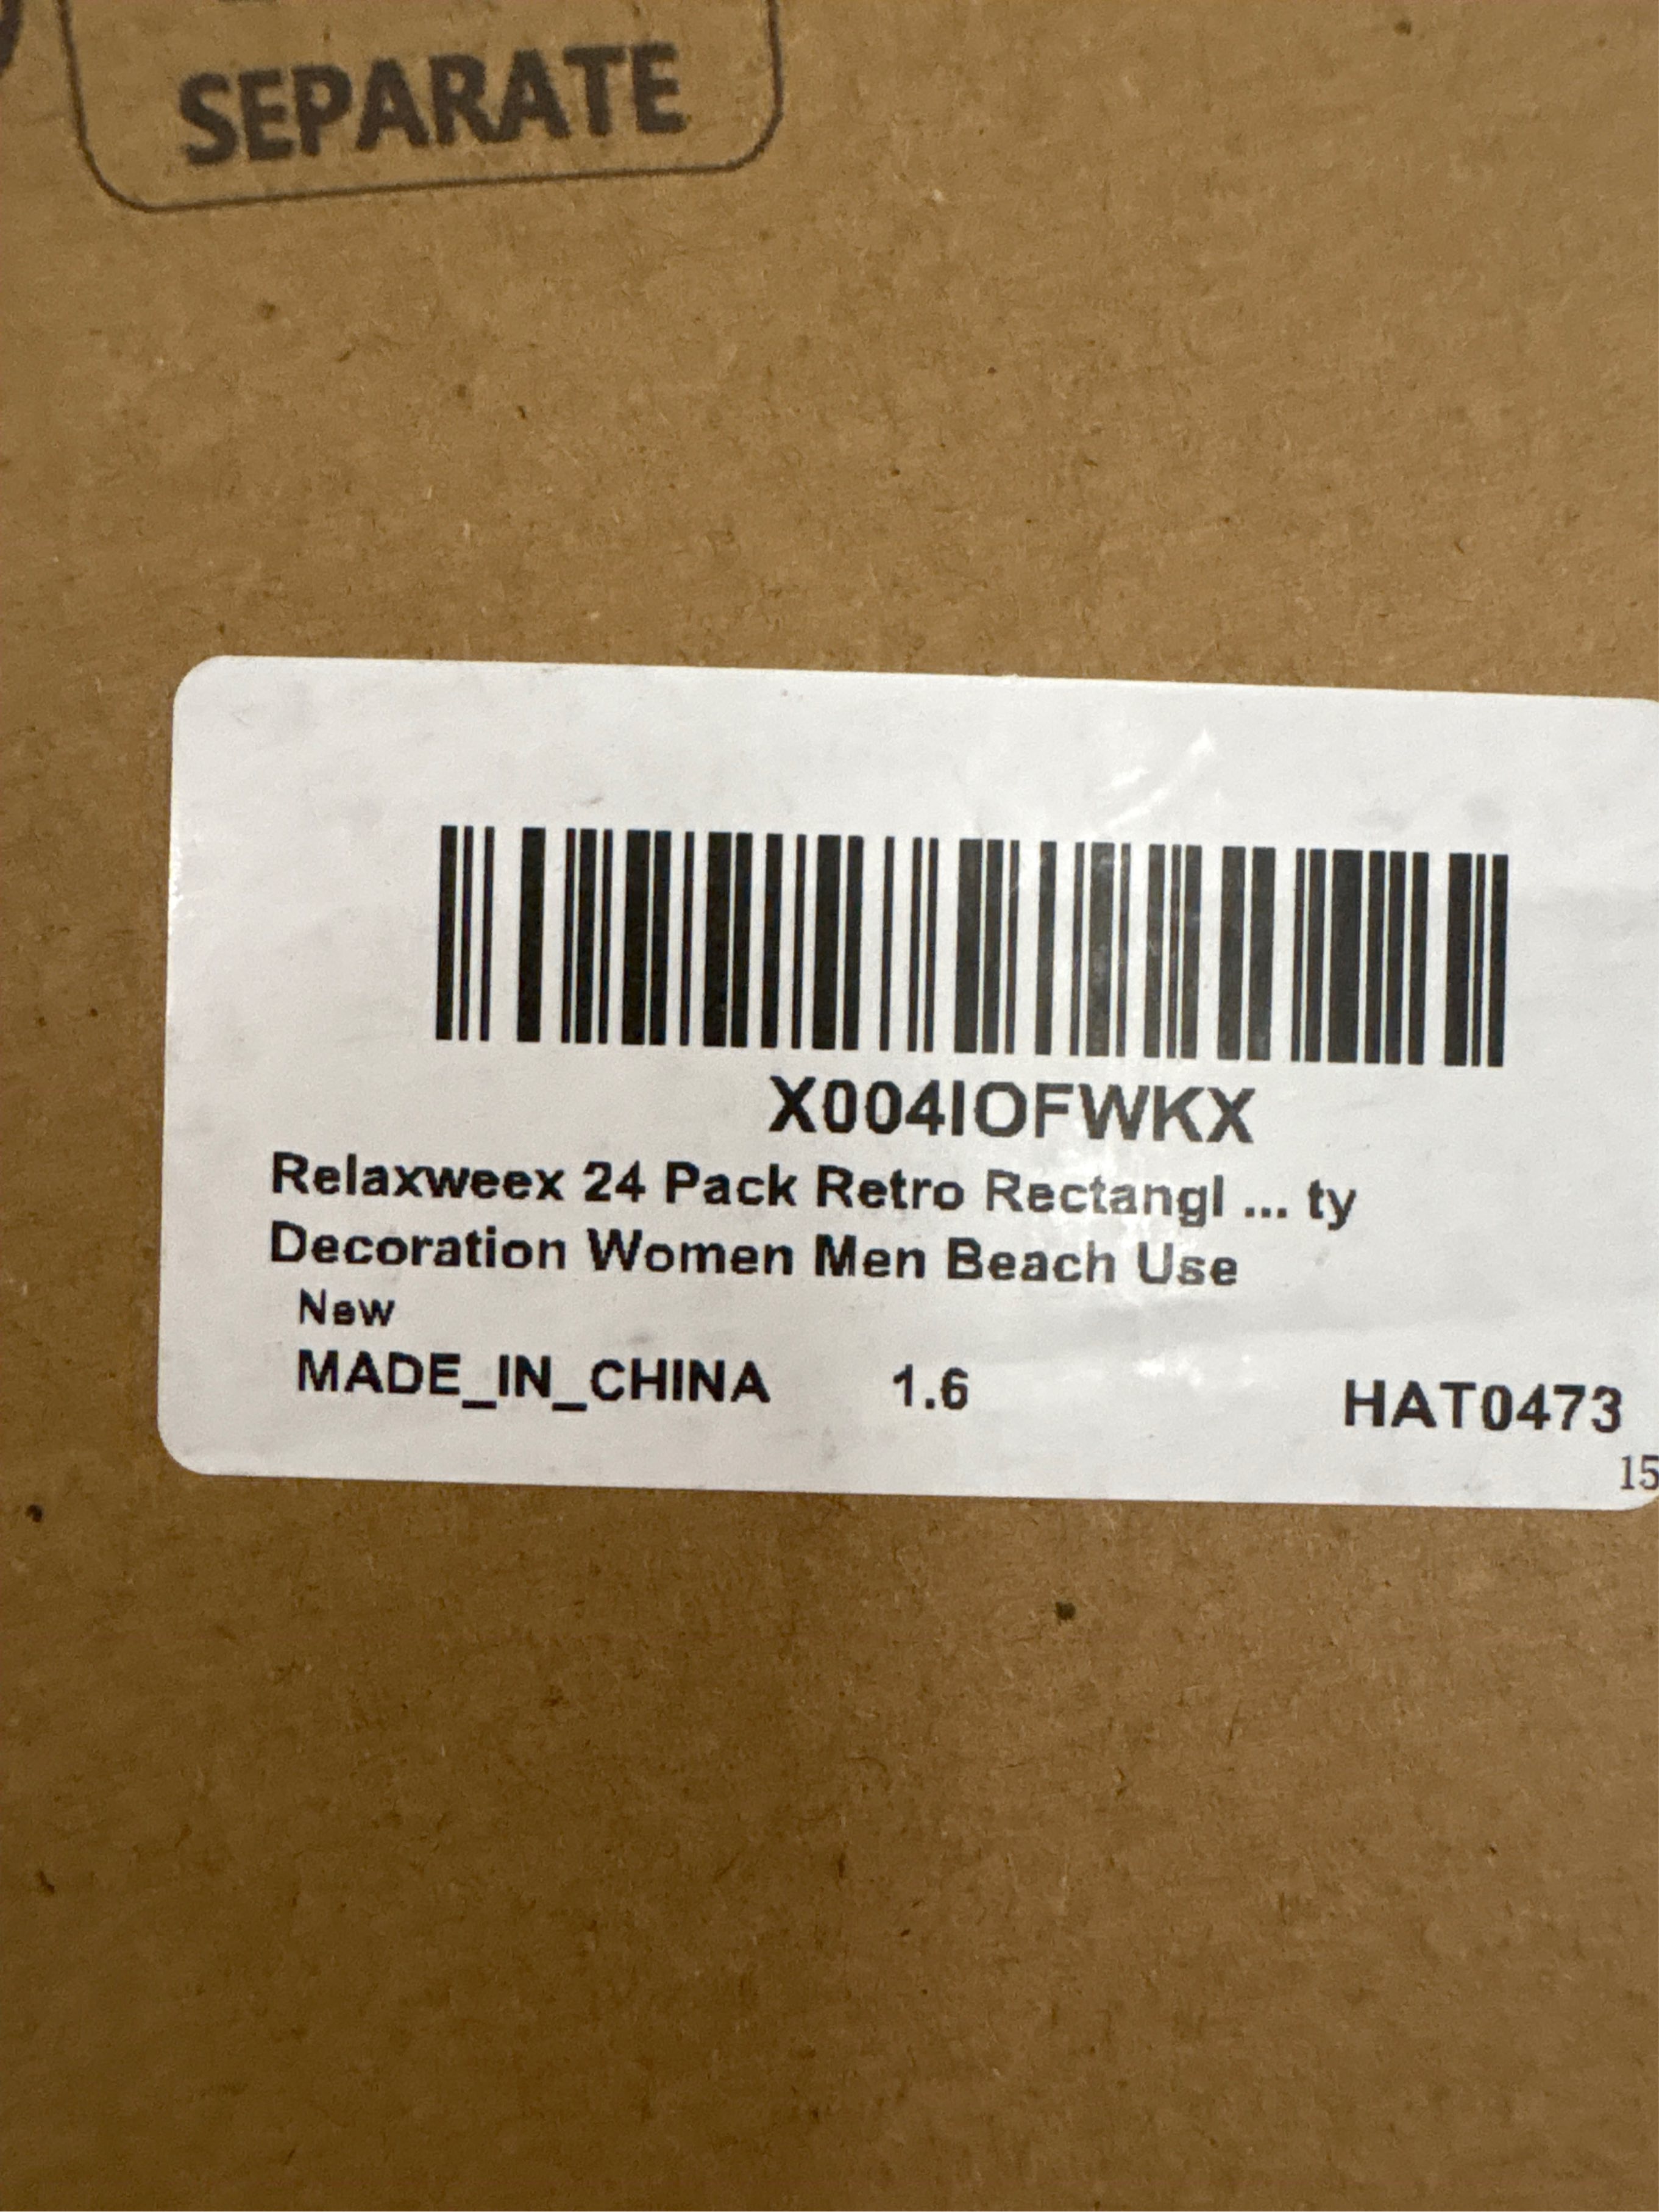 SEPARATE
X004IOFWKX
Relaxweex 24 Pack Retro Rectangl ... ty
Decoration Women Men Beach Use
New
MADE_IN_CHINA 1.6 HAT0473
15